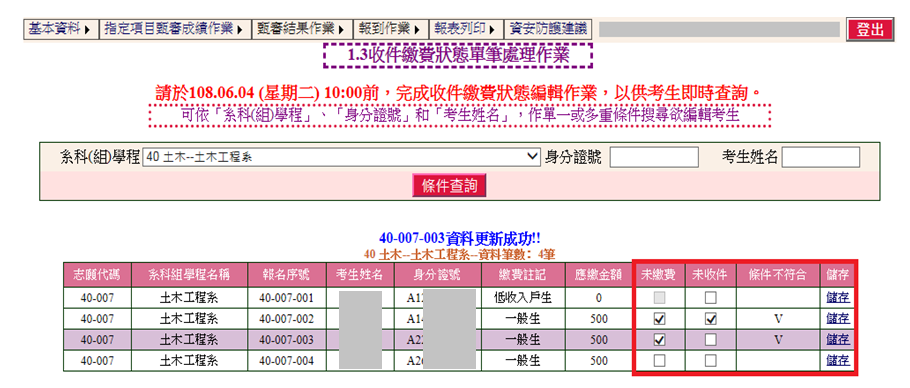 基本資料 指定項目甄審成績作業 甄審結果作業 報到作業 報表列印 資安防護建議 登出
1.3收件繳費狀態單筆處理作業
請於108.06.04 (星期二) 10:00前，完成收件繳費狀態編輯作業，以供考生即時查詢。
可依「系科(組)學程」、「身分證號」和「考生姓名」，作單一或多重條件搜尋欲編輯考生
系科(組)學程 40 土木--土木工程系 身分證號 考生姓名
條件查詢
40-007-003資料更新成功!!
40 土木--土木工程系--資料筆數: 4筆
志願代碼 系科組學程名稱 報名序號 考生姓名 身分證號 繳費註記 應繳金額 未繳費 未收件 條件不符合 儲存
40-007 土木工程系 40-007-001 A12 低收入戶生 0 儲存
40-007 土木工程系 40-007-002 A14 一般生 500 V 儲存
40-007 土木工程系 40-007-003 A22 一般生 500 V 儲存
40-007 土木工程系 40-007-004 A26 一般生 500 儲存